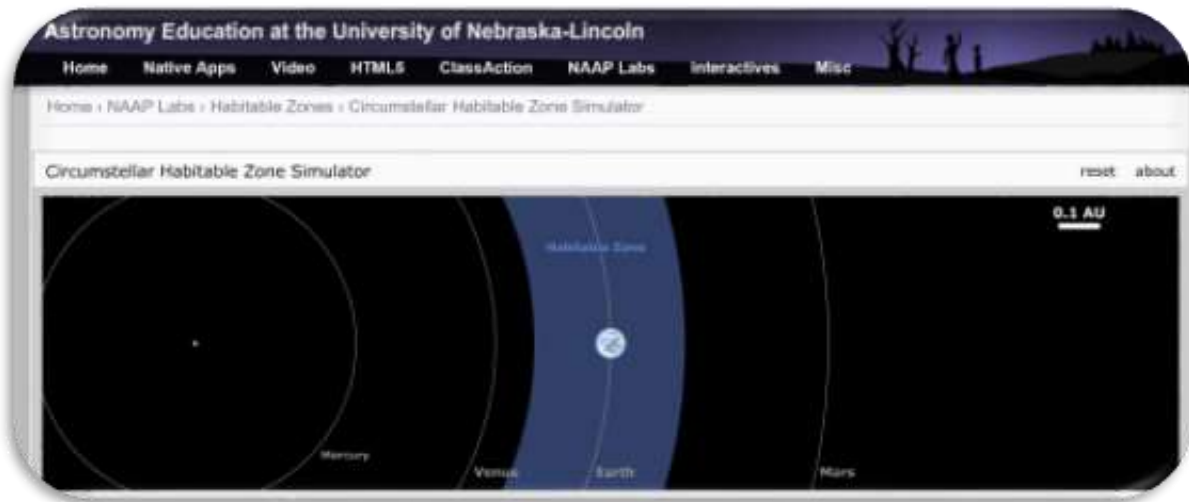 Astronomy Education at the University of Nebraska-Lincoln
Home Native Apps Video HTML5 ClassAction NAAP Labs Interactives Misc
Home › NAAP Labs › Habitable Zones › Circumstellar Habitable Zone Simulator
Circumstellar Habitable Zone Simulator reset about
0.1 AU
Habitable Zone
Mercury
Venus Earth Mars